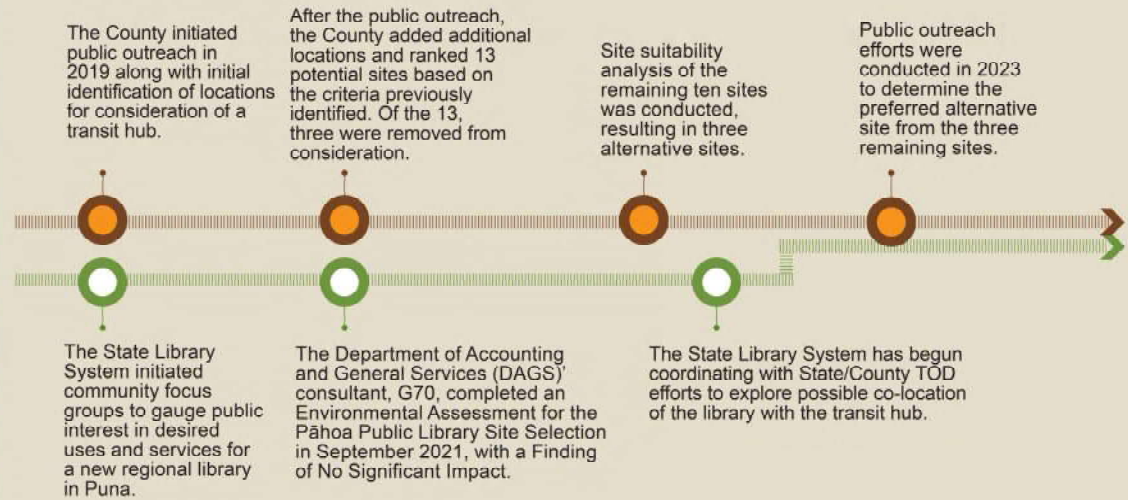 The County initiated
public outreach in
2019 along with initial
identification of locations
for consideration of a
transit hub.
After the public outreach,
the County added additional
locations and ranked 13
potential sites based on
the criteria previously
identified. Of the 13,
three were removed from
consideration.
Site suitability
analysis of the
remaining ten sites
was conducted,
resulting in three
alternative sites.
Public outreach
efforts were
conducted in 2023
to determine the
preferred alternative
site from the three
remaining sites.
The State Library
System initiated
community focus
groups to gauge public
interest in desired
uses and services for
a new regional library
in Puna.
The Department of Accounting
and General Services (DAGS)'
consultant, G70, completed an
Environmental Assessment for the
Pāhoa Public Library Site Selection
in September 2021, with a Finding
of No Significant Impact.
The State Library System has begun
coordinating with State/County TOD
efforts to explore possible co-location
of the library with the transit hub.